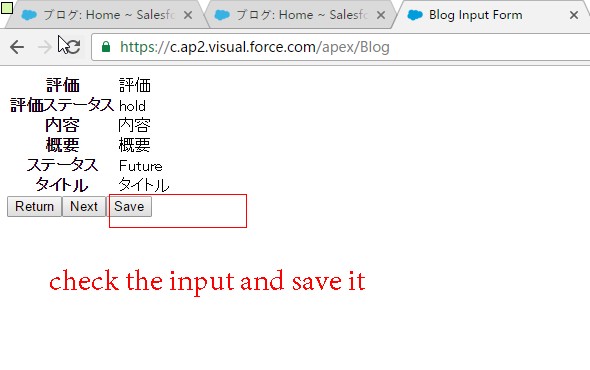 ブログ: Home ~ Salesfo
ブログ: Home ~ Salesfo
Blog Input Form
https://c.ap2.visual.force.com/apex/Blog
評価 評価
評価ステータス hold
内容 内容
概要 概要
ステータス Future
タイトル タイトル
Return Next Save
check the input and save it